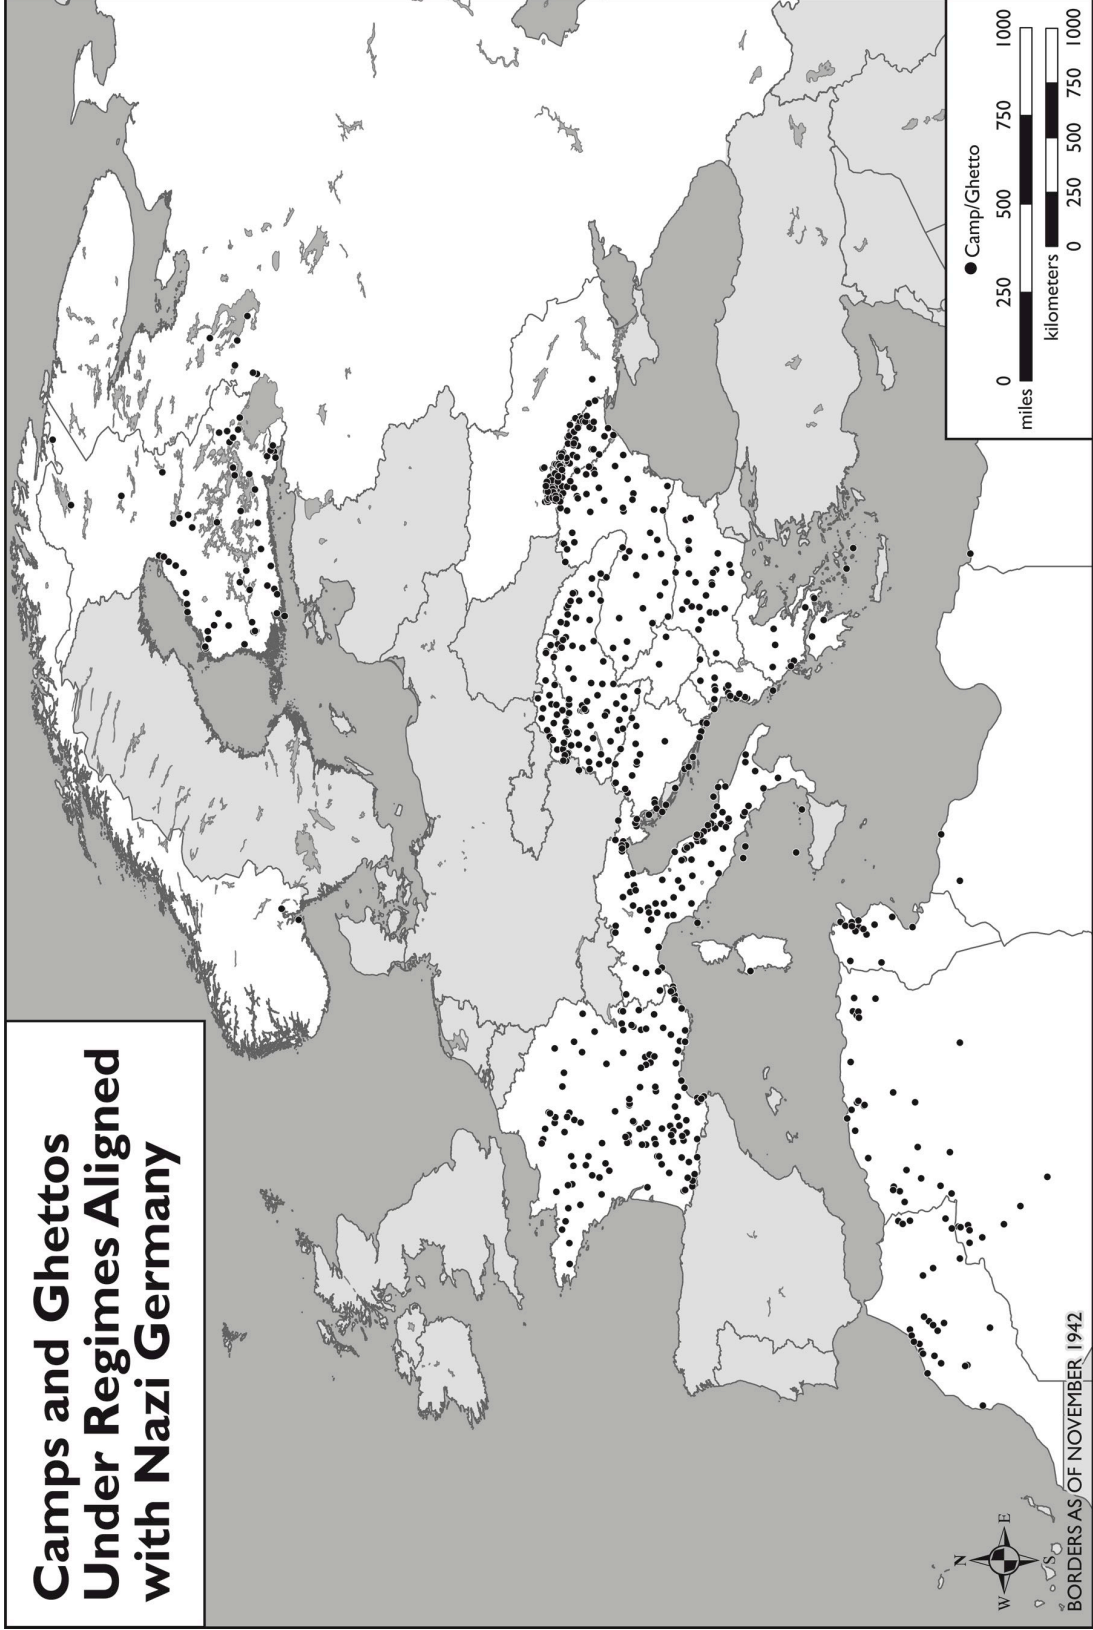 Camps and Ghettos
Under Regimes Aligned
with Nazi Germany
Camp/Ghetto
0 250 500 750 1000
miles
kilometers
0 250 500 750 1000
N
W E
S
BORDERS AS OF NOVEMBER 1942